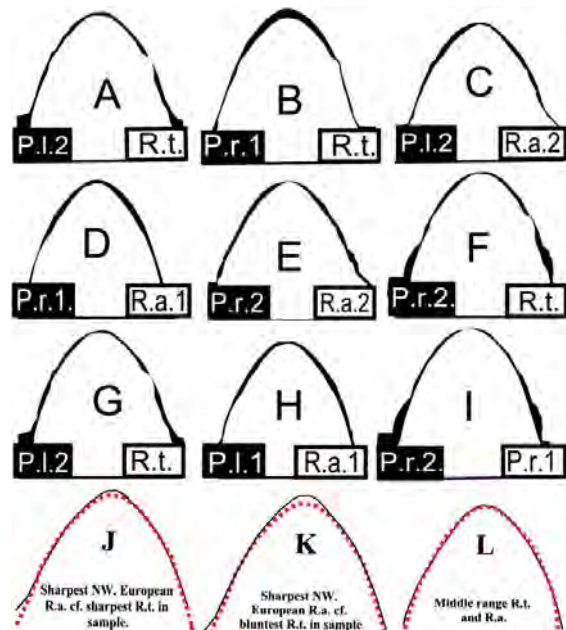 A
P.l.2 R.t.
B
P.r.1 R.t.
C
P.l.2 R.a.2
D
P.r.1. R.a.1
E
P.r.2 R.a.2
F
P.r.2. R.t.
G
P.l.2 R.t.
H
P.l.1 R.a.1
I
P.r.2. P.r.1
J
Sharpest NW. European
R.a. cf. sharpest R.t. in
sample.
K
Sharpest NW.
European R.a. cf.
bluntest R.t. in sample
L
Middle range R.t.
and R.a.